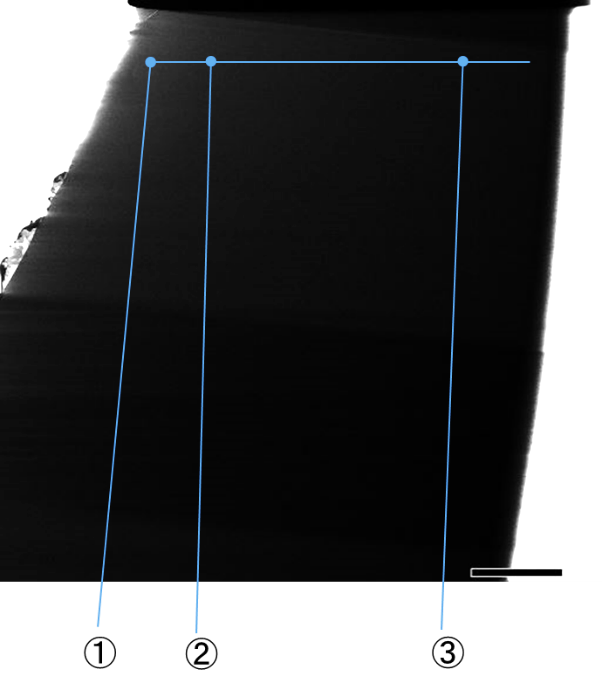 ① ② ③